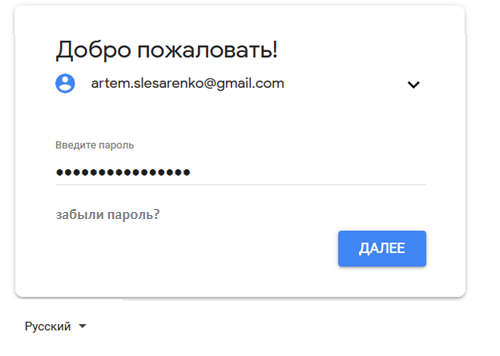 Добро пожаловать!
artem.slesarenko@gmail.com
Введите пароль
••••••••••••••••
забыли пароль?
ДАЛЕЕ
Русский